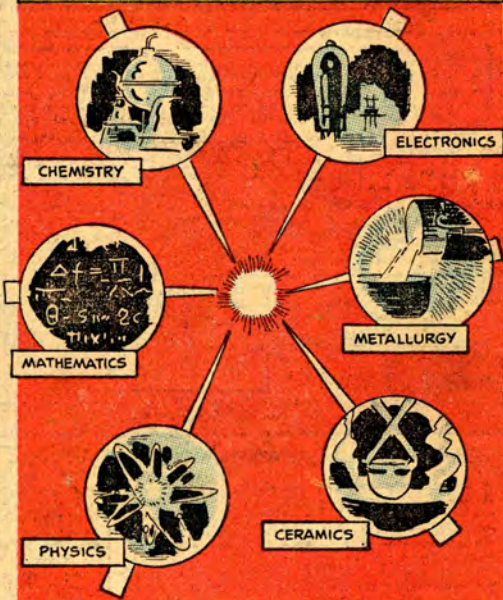 CHEMISTRY
ELECTRONICS
MATHEMATICS
METALLURGY
PHYSICS
CERAMICS